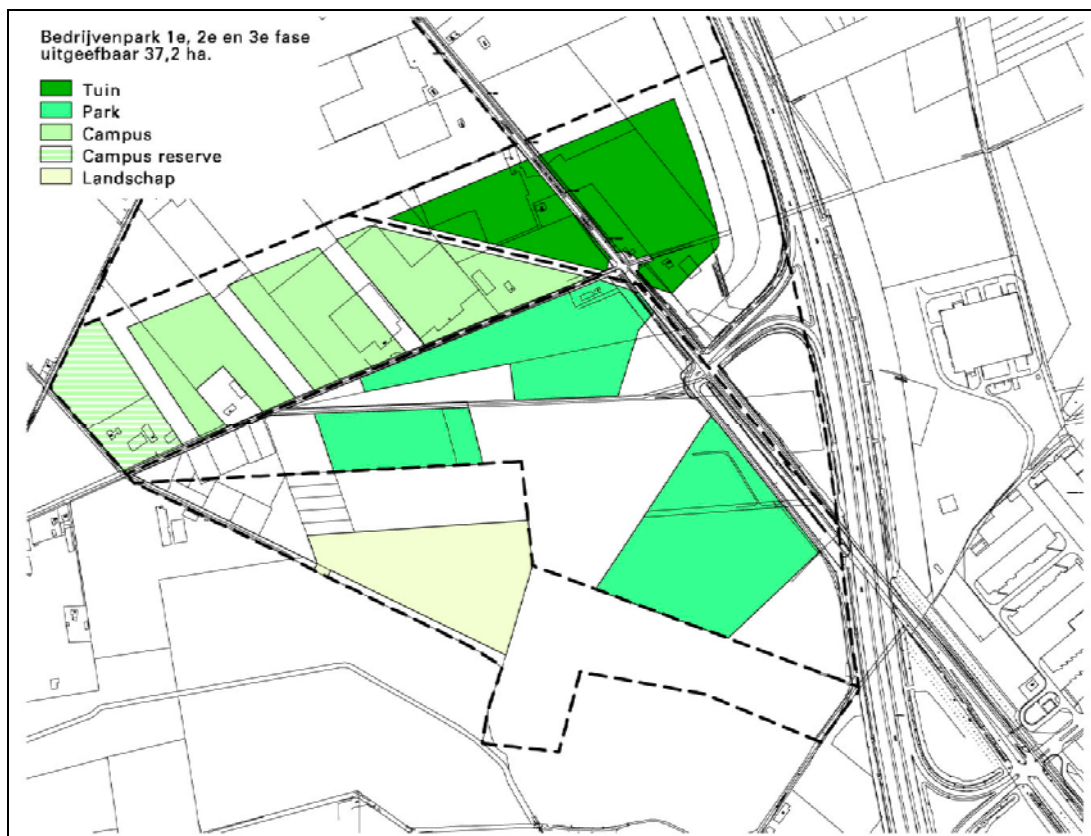 Bedrijvenpark 1e, 2e en 3e fase
uitgeefbaar 37,2 ha.
Tuin
Park
Campus
Campus reserve
Landschap